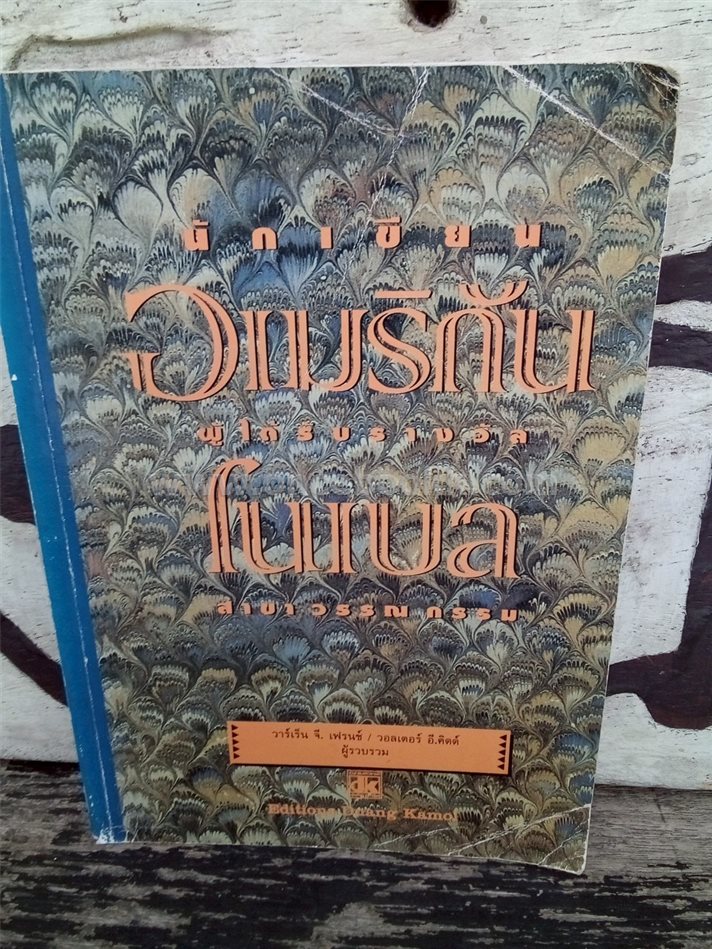 นักเขียน
อเมริกัน
ผู้ได้รับรางวัล
โนเบล
สาขาวรรณกรรม
วาร์เร็น จี. เฟรนซ์ / วอลเตอร์ อี.คิดด์
ผู้รวบรวม
Editions Duang Kamol